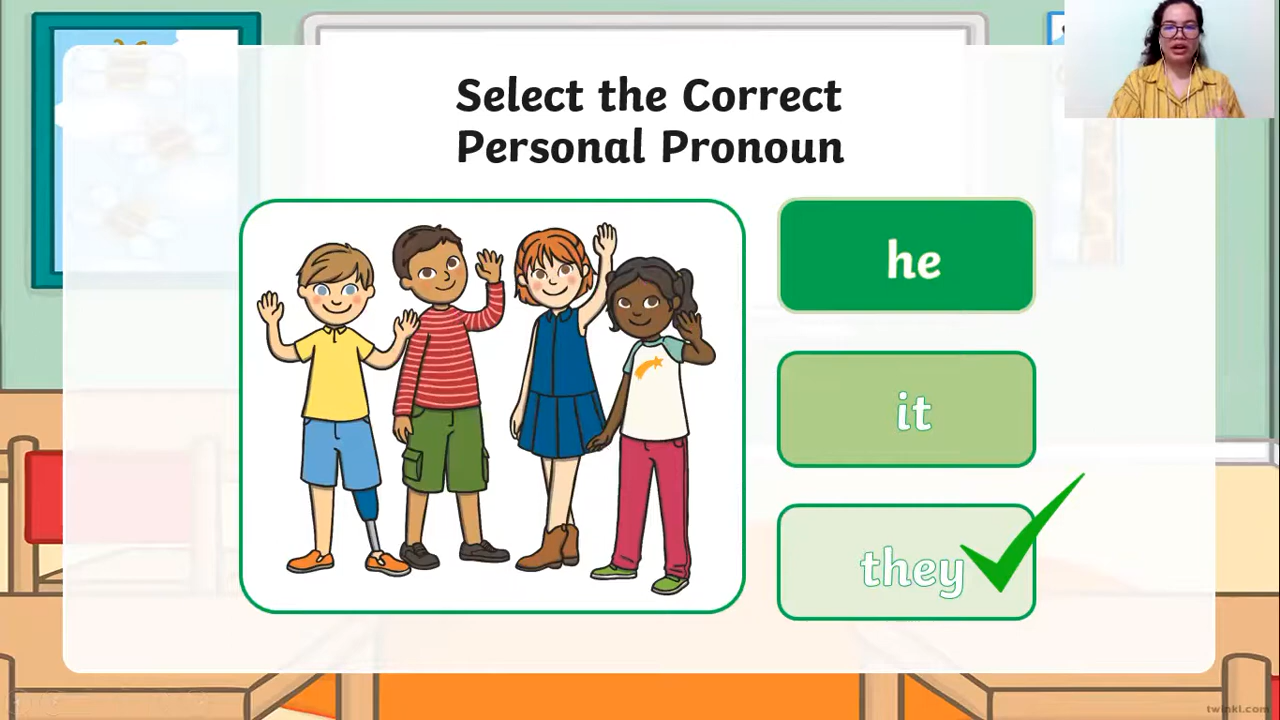 Select the Correct
Personal Pronoun
he
it
they
twinkl.com